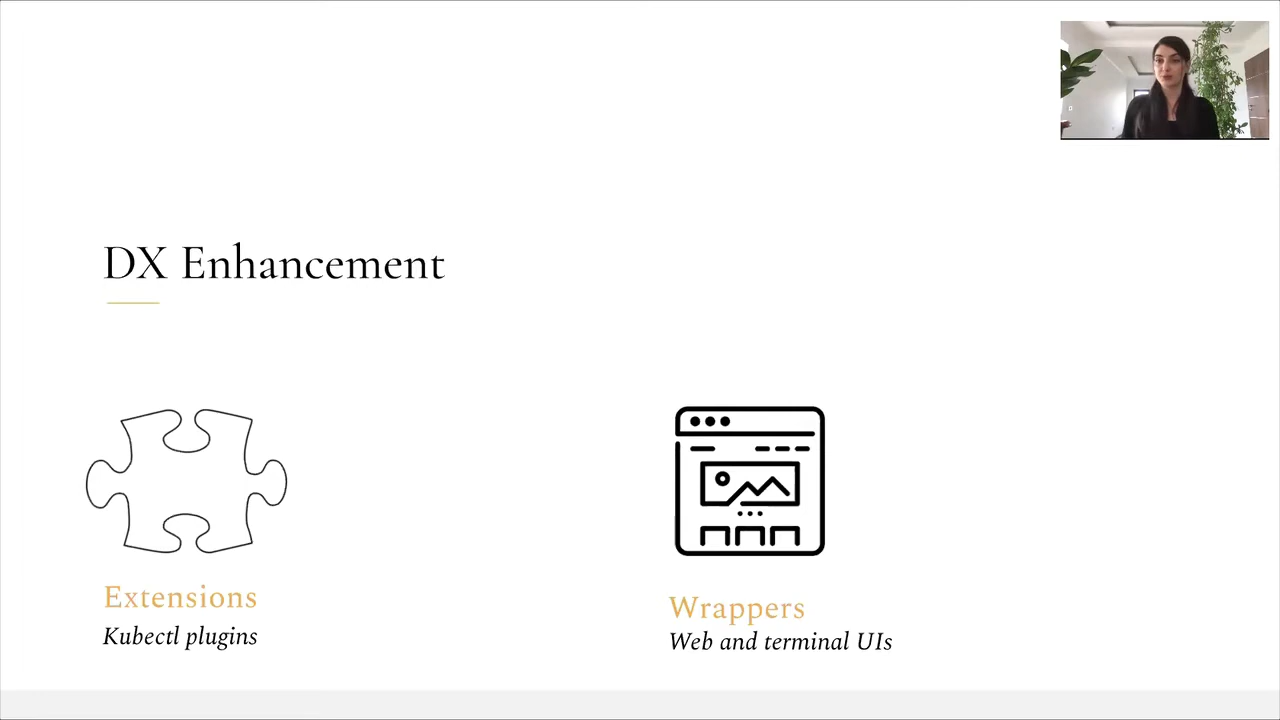 DX Enhancement
Extensions
Kubectl plugins
Wrappers
Web and terminal UIs